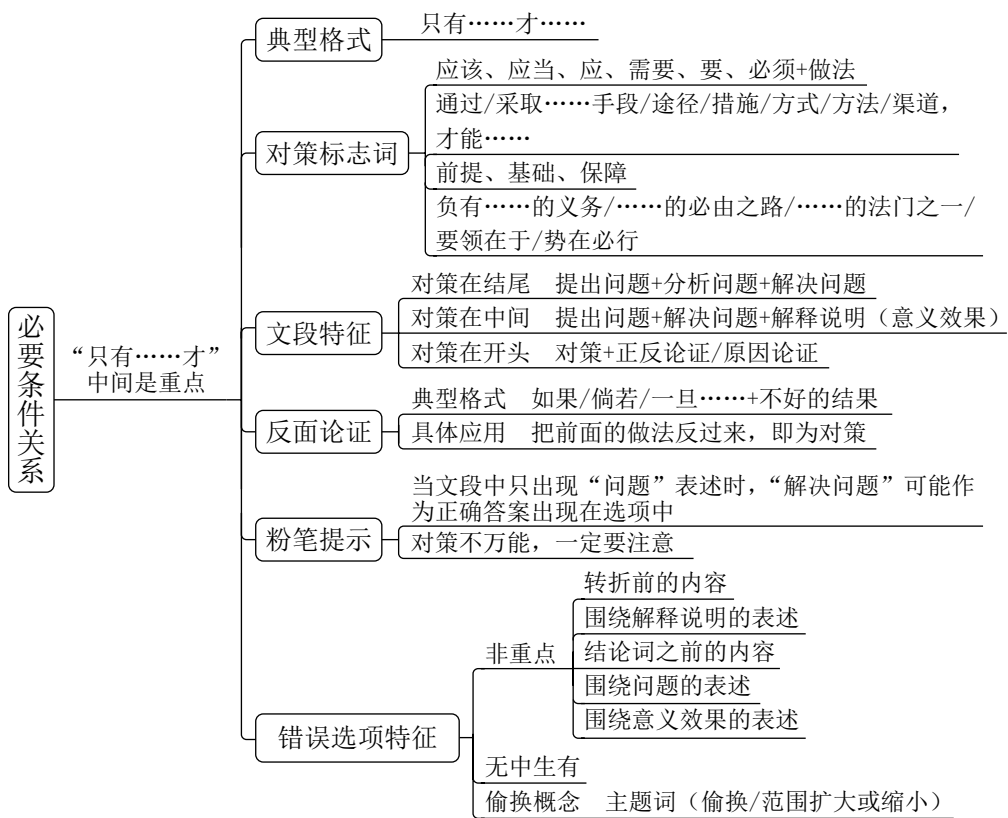 必要条件关系
“只有……才”
中间是重点
典型格式
只有……才……
对策标志词
应该、应当、应、需要、要、必须+做法
通过/采取……手段/途径/措施/方式/方法/渠道，
才能……
前提、基础、保障
负有……的义务/……的必由之路/……的法门之一/
要领在于/势在必行
文段特征
对策在结尾 提出问题+分析问题+解决问题
对策在中间 提出问题+解决问题+解释说明（意义效果）
对策在开头 对策+正反论证/原因论证
反面论证
典型格式 如果/倘若/一旦……+不好的结果
具体应用 把前面的做法反过来，即为对策
粉笔提示
当文段中只出现“问题”表述时，“解决问题”可能作
为正确答案出现在选项中
对策不万能，一定要注意
错误选项特征
非重点
转折前的内容
围绕解释说明的表述
结论词之前的内容
围绕问题的表述
围绕意义效果的表述
无中生有
偷换概念 主题词（偷换/范围扩大或缩小）